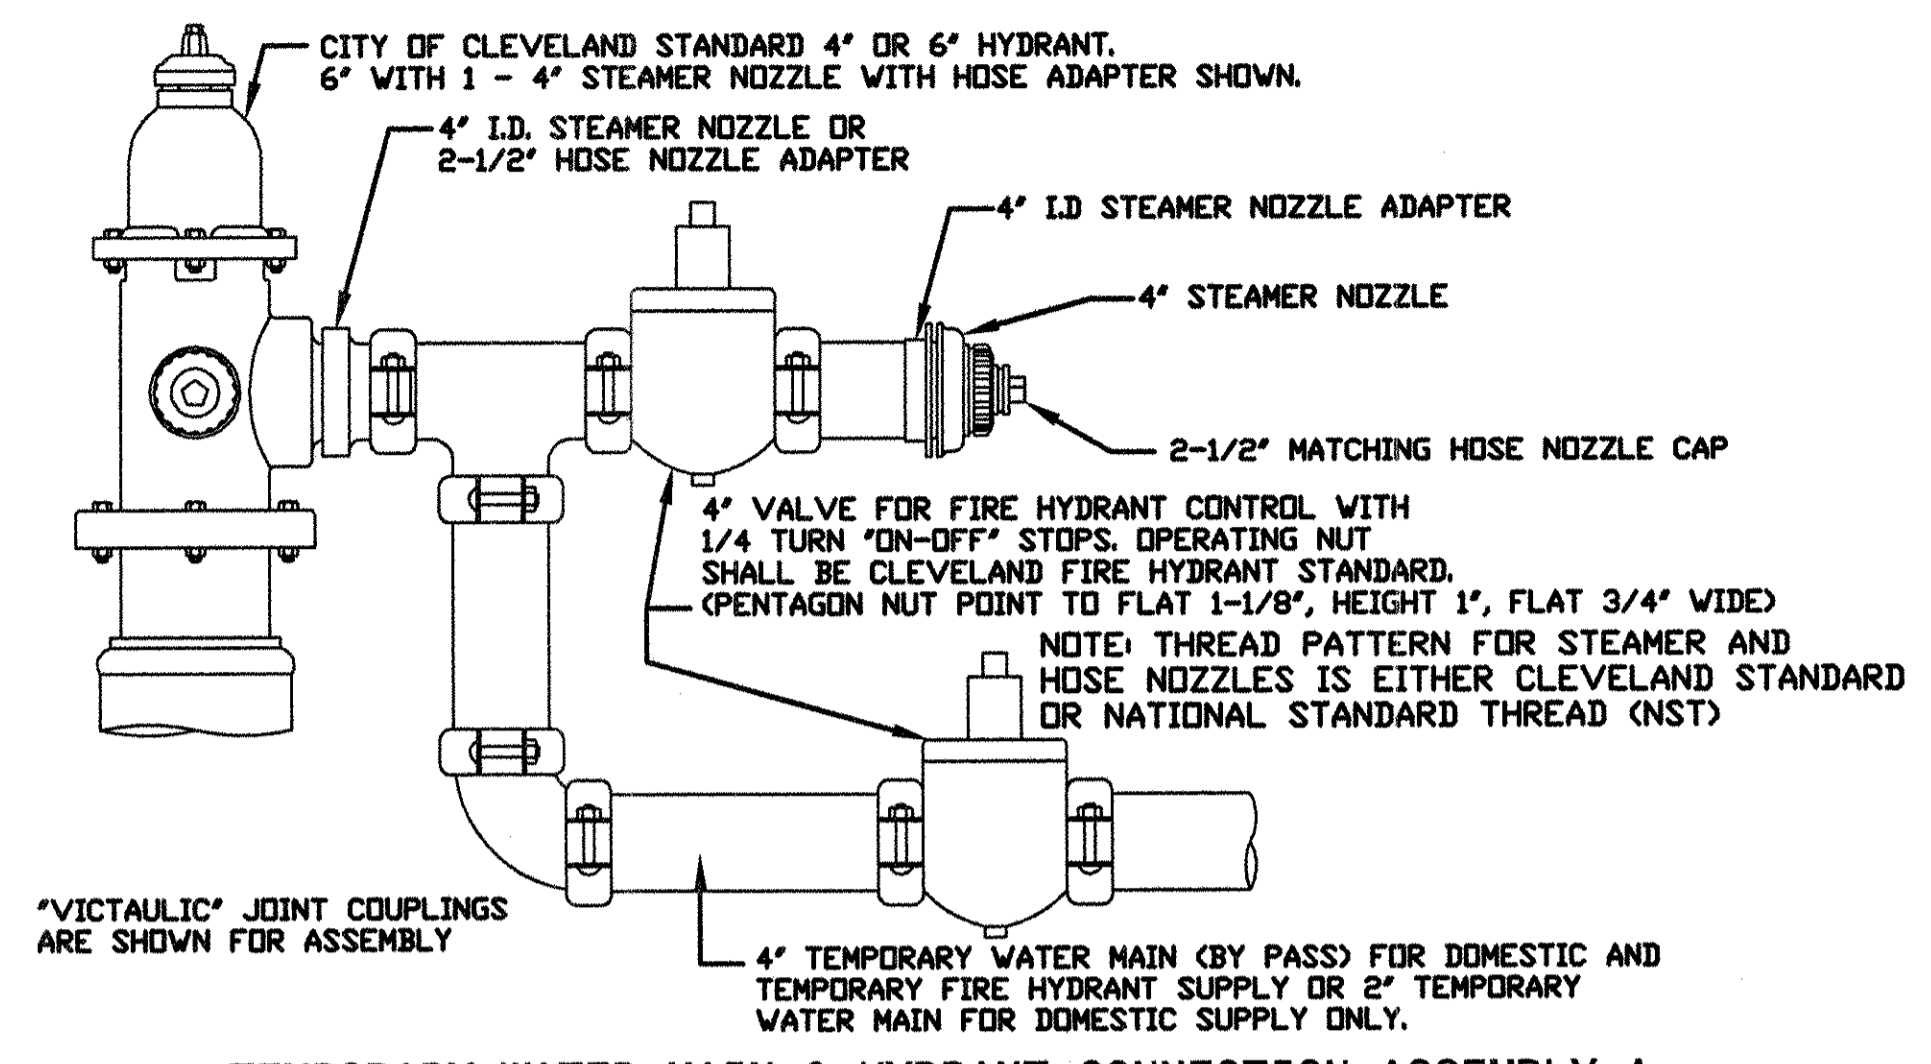 CITY OF CLEVELAND STANDARD 4" OR 6" HYDRANT.
6" WITH 1 - 4" STEAMER NOZZLE WITH HOSE ADAPTER SHOWN.
4" I.D. STEAMER NOZZLE OR
2-1/2" HOSE NOZZLE ADAPTER
4" I.D STEAMER NOZZLE ADAPTER
4" STEAMER NOZZLE
2-1/2" MATCHING HOSE NOZZLE CAP
4" VALVE FOR FIRE HYDRANT CONTROL WITH
1/4 TURN "ON-OFF" STOPS. OPERATING NUT
SHALL BE CLEVELAND FIRE HYDRANT STANDARD.
(PENTAGON NUT POINT TO FLAT 1-1/8", HEIGHT 1", FLAT 3/4" WIDE)
NOTE: THREAD PATTERN FOR STEAMER AND
HOSE NOZZLES IS EITHER CLEVELAND STANDARD
OR NATIONAL STANDARD THREAD (NST)
"VICTAULIC" JOINT COUPLINGS
ARE SHOWN FOR ASSEMBLY
4" TEMPORARY WATER MAIN (BY PASS) FOR DOMESTIC AND
TEMPORARY FIRE HYDRANT SUPPLY OR 2" TEMPORARY
WATER MAIN FOR DOMESTIC SUPPLY ONLY.